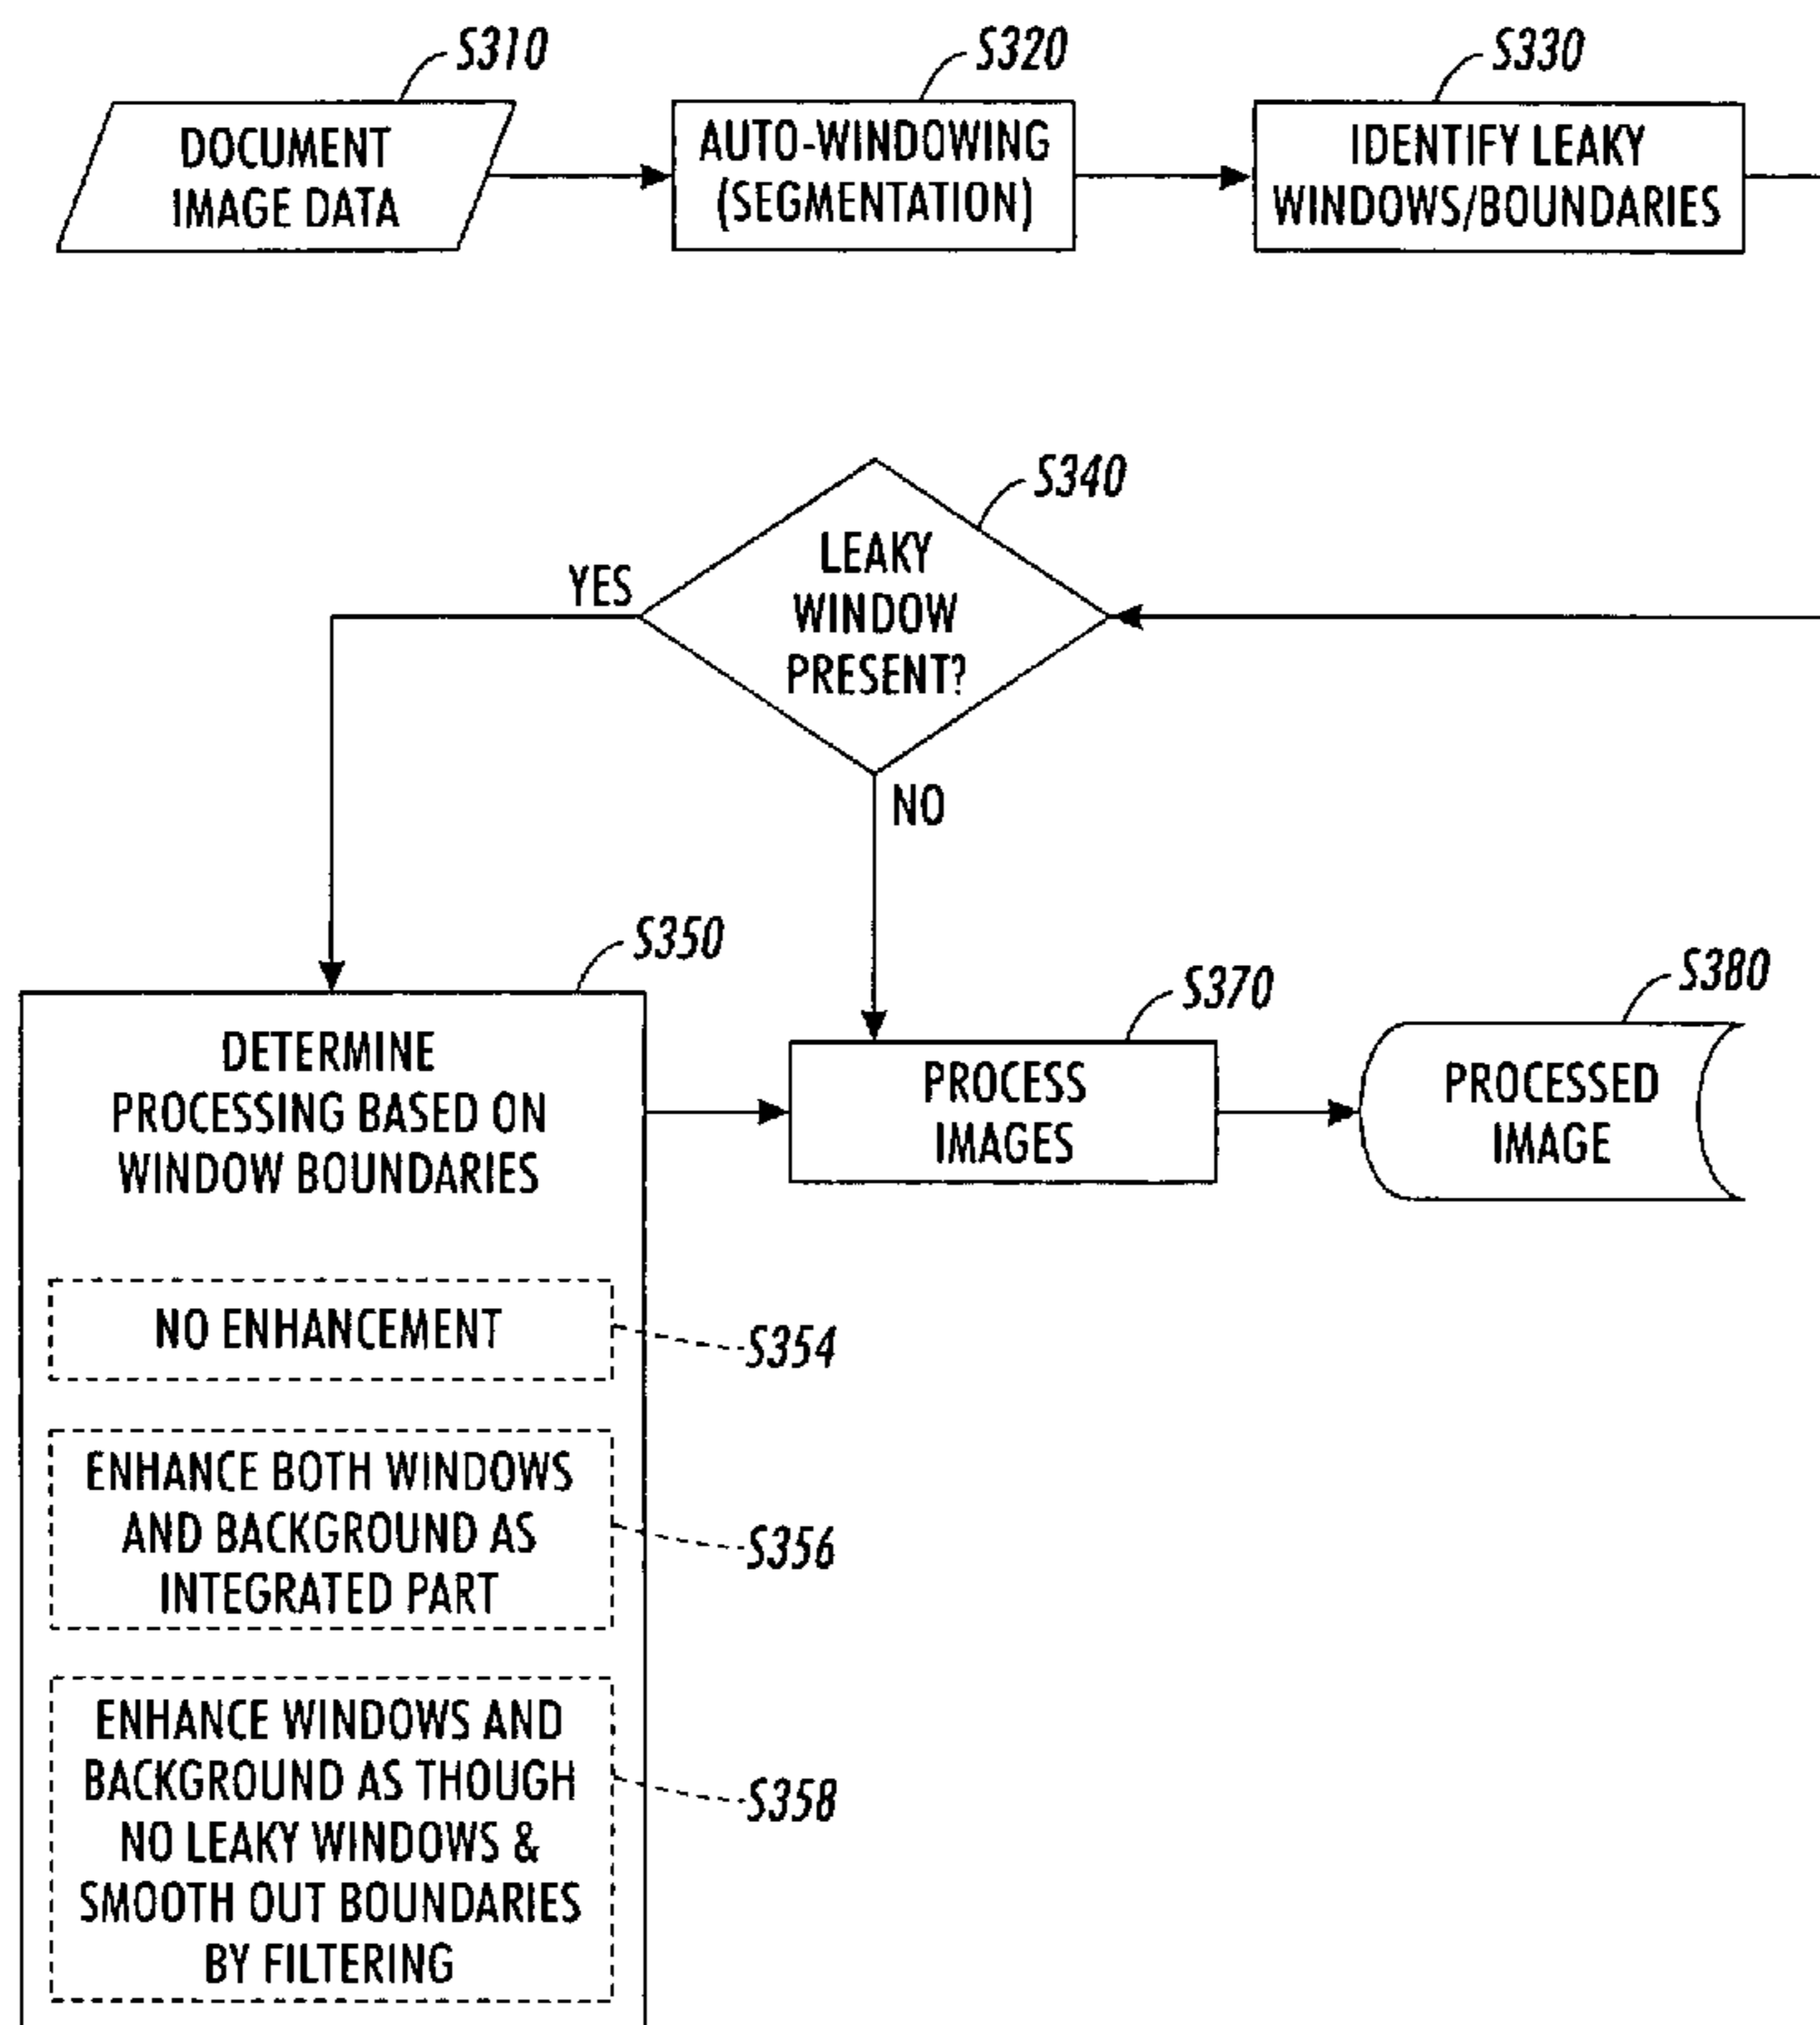 S310
DOCUMENT
IMAGE DATA
S320
AUTO-WINDOWING
(SEGMENTATION)
S330
IDENTIFY LEAKY
WINDOWS/BOUNDARIES
S340
LEAKY
WINDOW
PRESENT?
YES
NO
S350
DETERMINE
PROCESSING BASED ON
WINDOW BOUNDARIES
NO ENHANCEMENT
S354
ENHANCE BOTH WINDOWS
AND BACKGROUND AS
INTEGRATED PART
S356
ENHANCE WINDOWS AND
BACKGROUND AS THOUGH
NO LEAKY WINDOWS &
SMOOTH OUT BOUNDARIES
BY FILTERING
S358
S370
PROCESS
IMAGES
S380
PROCESSED
IMAGE